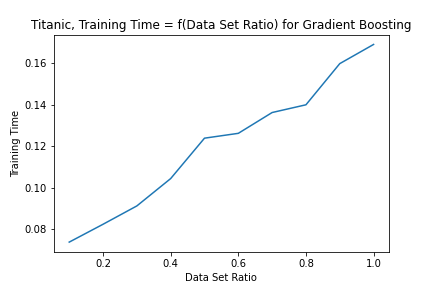 Titanic, Training Time = f(Data Set Ratio) for Gradient Boosting
Training Time
0.16
0.14
0.12
0.10
0.08
0.2 0.4 0.6 0.8 1.0
Data Set Ratio